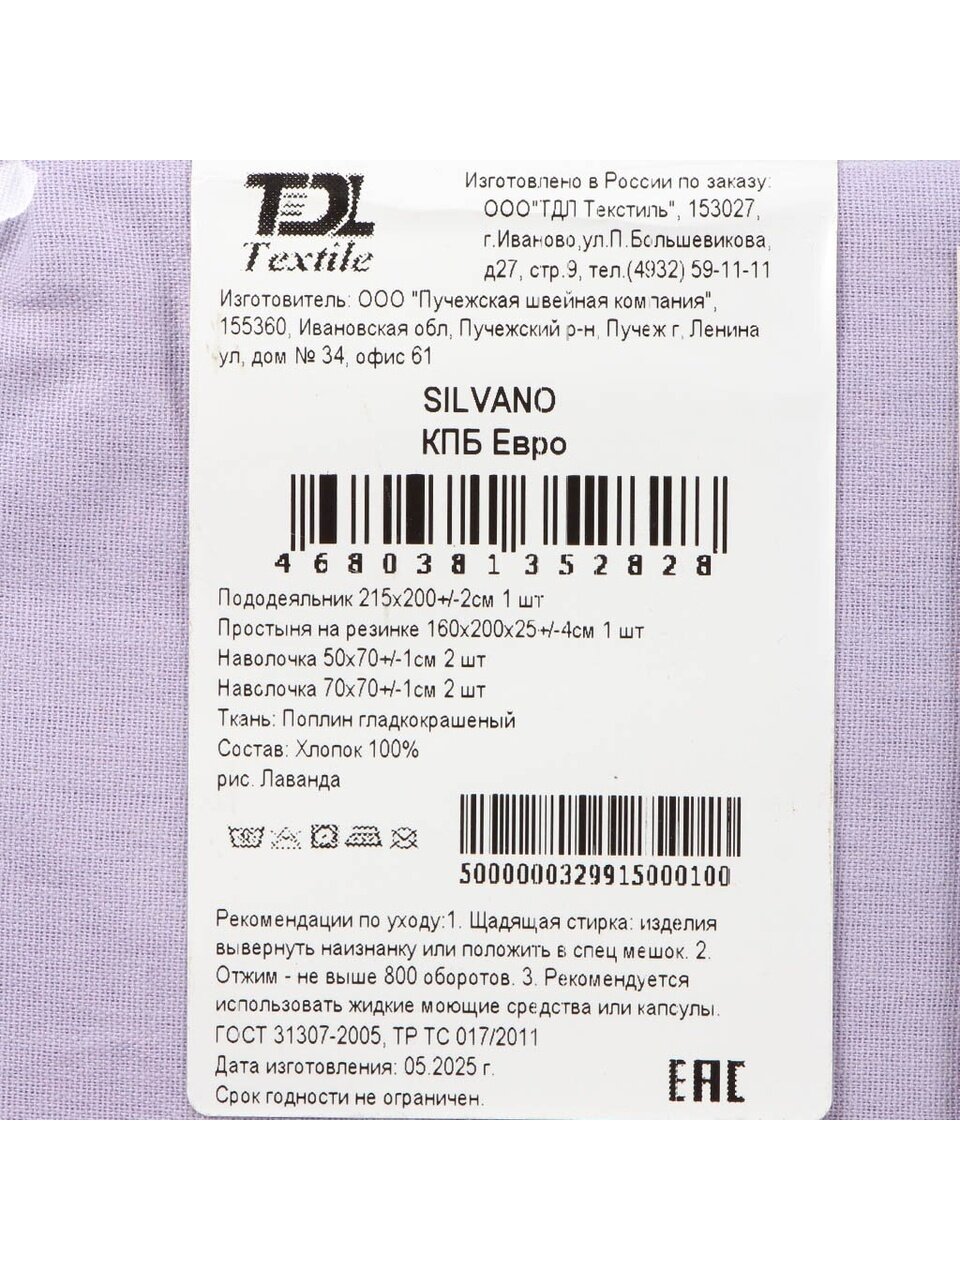 TDL
Textile
Изготовлено в России по заказу:
ООО"ТДЛ Текстиль", 153027,
г.Иваново,ул.П.Большевикова,
д27, стр.9, тел.(4932) 59-11-11
Изготовитель: ООО "Пучежская швейная компания",
155360, Ивановская обл, Пучежский р-н, Пучеж г, Ленина
ул, дом № 34, офис 61
SILVANO
КПБ Евро
4680381352828
Пододеяльник 215х200+/-2см 1 шт
Простыня на резинке 160х200х25+/-4см 1 шт
Наволочка 50х70+/-1см 2 шт
Наволочка 70х70+/-1см 2 шт
Ткань: Поплин гладкокрашеный
Состав: Хлопок 100%
рис. Лаванда
5000000329915000100
Рекомендации по уходу:1. Щадящая стирка: изделия
вывернуть наизнанку или положить в спец мешок. 2.
Отжим - не выше 800 оборотов. 3. Рекомендуется
использовать жидкие моющие средства или капсулы.
ГОСТ 31307-2005, ТР ТС 017/2011
Дата изготовления: 05.2025 г.
Срок годности не ограничен.
ЕАС